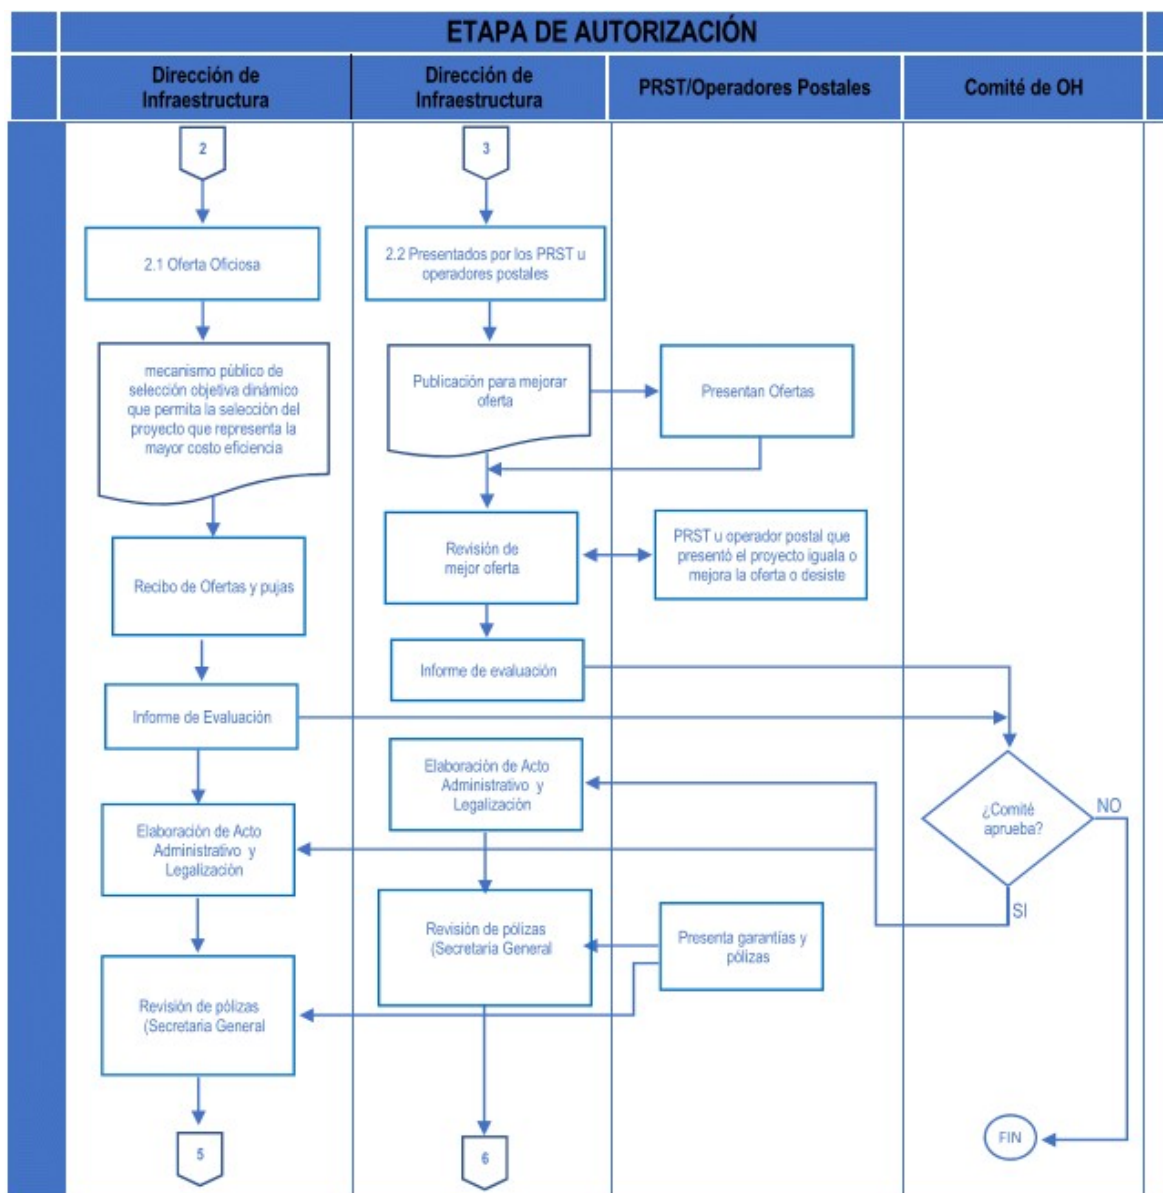 ETAPA DE AUTORIZACIÓN
Dirección de
Infraestructura
Dirección de
Infraestructura
PRST/Operadores Postales
Comité de OH
2
3
2.1 Oferta Oficiosa
2.2 Presentados por los PRST u
operadores postales
mecanismo público de
selección objetiva dinámico
que permita la selección del
proyecto que representa la
mayor costo eficiencia
Publicación para mejorar
oferta
Presentan Ofertas
Recibo de Ofertas y pujas
Revisión de
mejor oferta
PRST u operador postal que
presentó el proyecto iguala o
mejora la oferta o desiste
Informe de evaluación
Informe de Evaluación
Elaboración de Acto
Administrativo y
Legalización
¿Comité
aprueba?
NO
SI
Elaboración de Acto
Administrativo y
Legalización
Revisión de pólizas
(Secretaria General
Presenta garantías y
pólizas
Revisión de pólizas
(Secretaria General
FIN
5
6